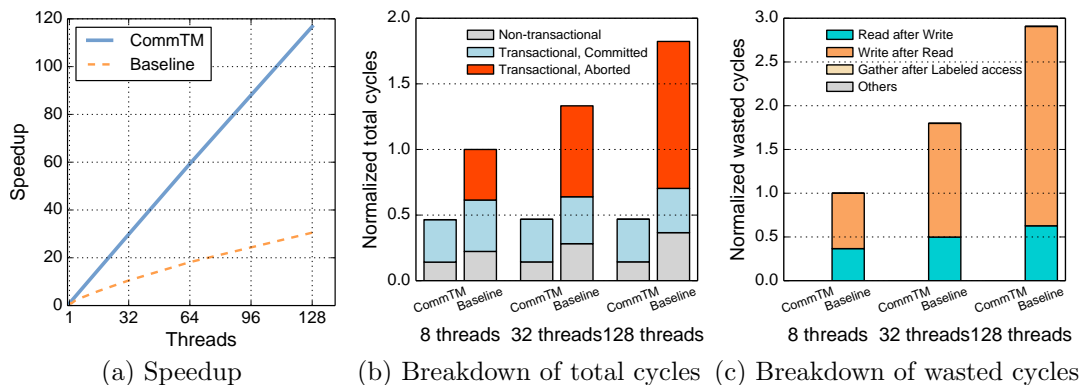 120
100
80
60
40
20
0
Speedup
CommTM
Baseline
1 32 64 96 128
Threads
(a) Speedup
2.0
1.5
1.0
0.5
0.0
Normalized total cycles
Non-transactional
Transactional, Committed
Transactional, Aborted
CommTM Baseline CommTM Baseline CommTM Baseline
8 threads 32 threads 128 threads
(b) Breakdown of total cycles
3.0
2.5
2.0
1.5
1.0
0.5
0.0
Normalized wasted cycles
Read after Write
Write after Read
Gather after Labeled access
Others
CommTM Baseline CommTM Baseline CommTM Baseline
8 threads 32 threads 128 threads
(c) Breakdown of wasted cycles